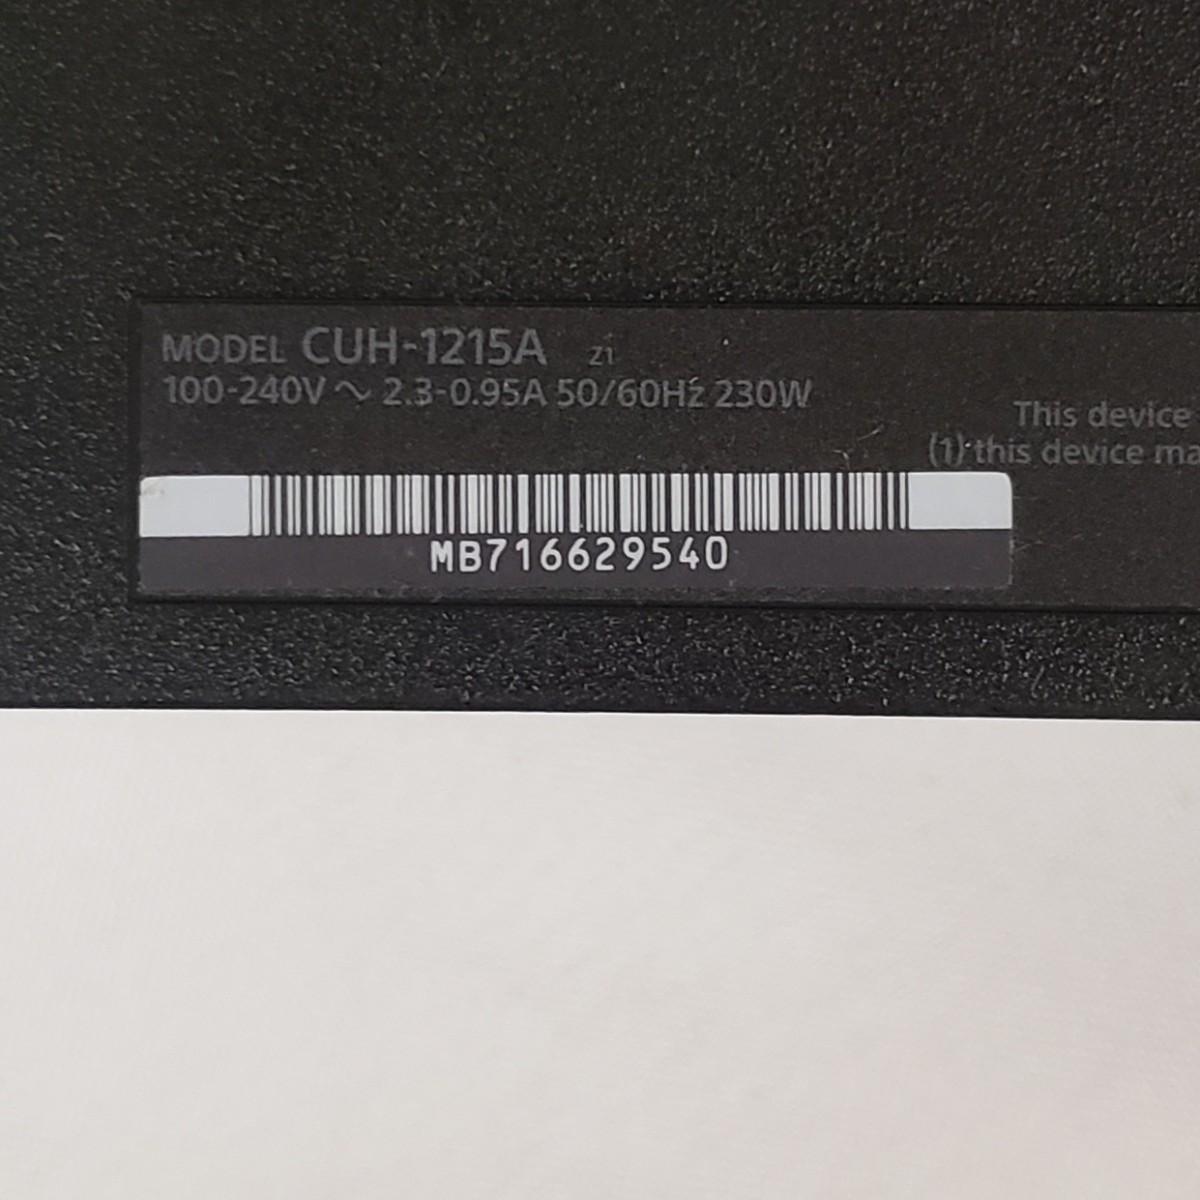 MODEL CUH-1215A Z1
100-240V ~ 2.3-0.95A 50/60Hz 230W
This device
(1) this device ma
MB716629540